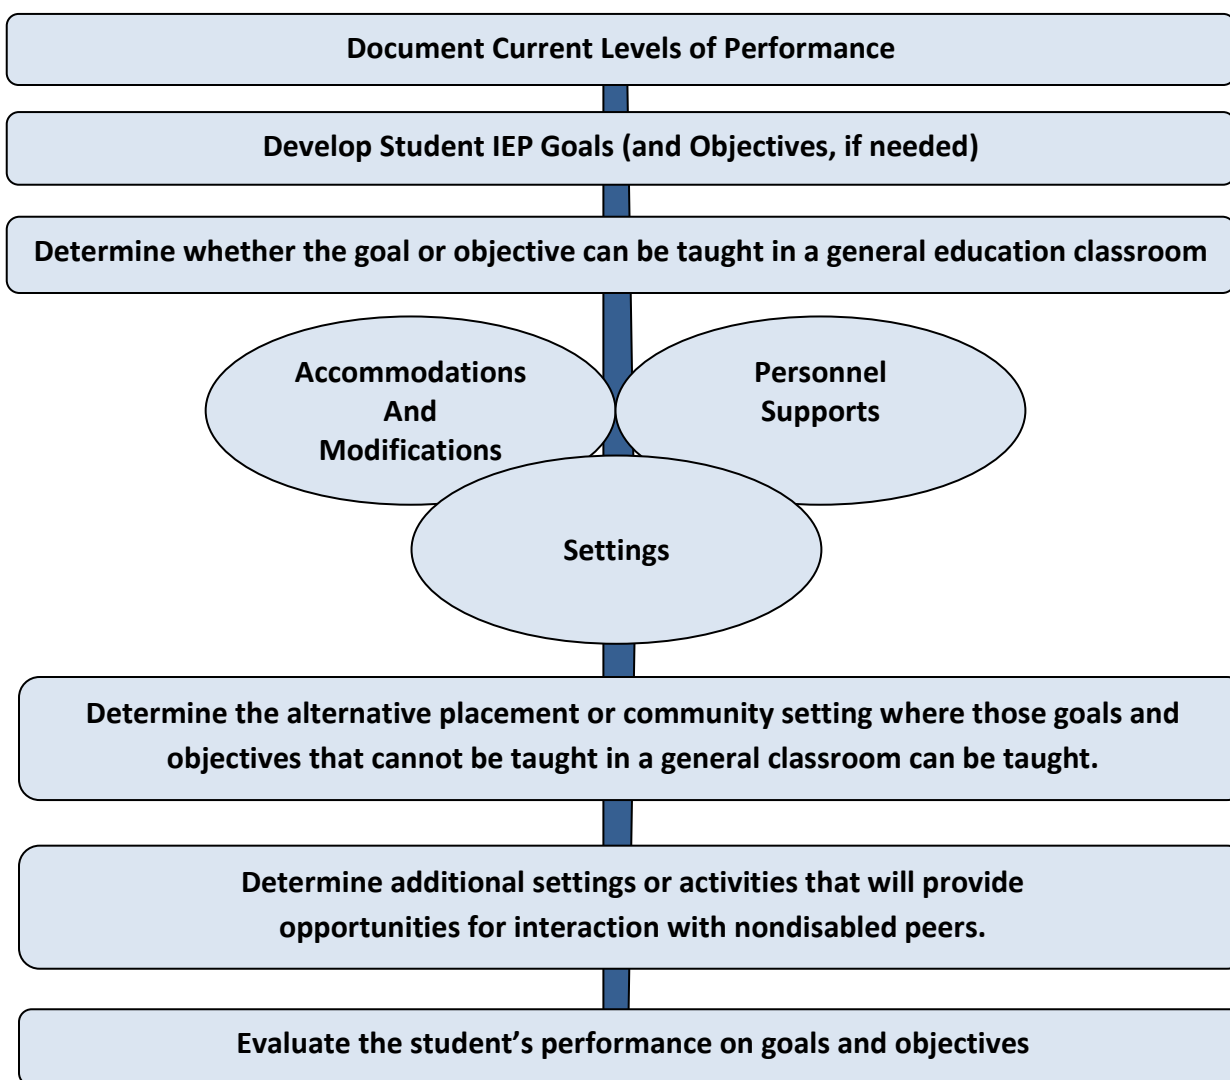 Document Current Levels of Performance
Develop Student IEP Goals (and Objectives, if needed)
Determine whether the goal or objective can be taught in a general education classroom
Accommodations
And
Modifications
Personnel
Supports
Settings
Determine the alternative placement or community setting where those goals and
objectives that cannot be taught in a general classroom can be taught.
Determine additional settings or activities that will provide
opportunities for interaction with nondisabled peers.
Evaluate the student’s performance on goals and objectives